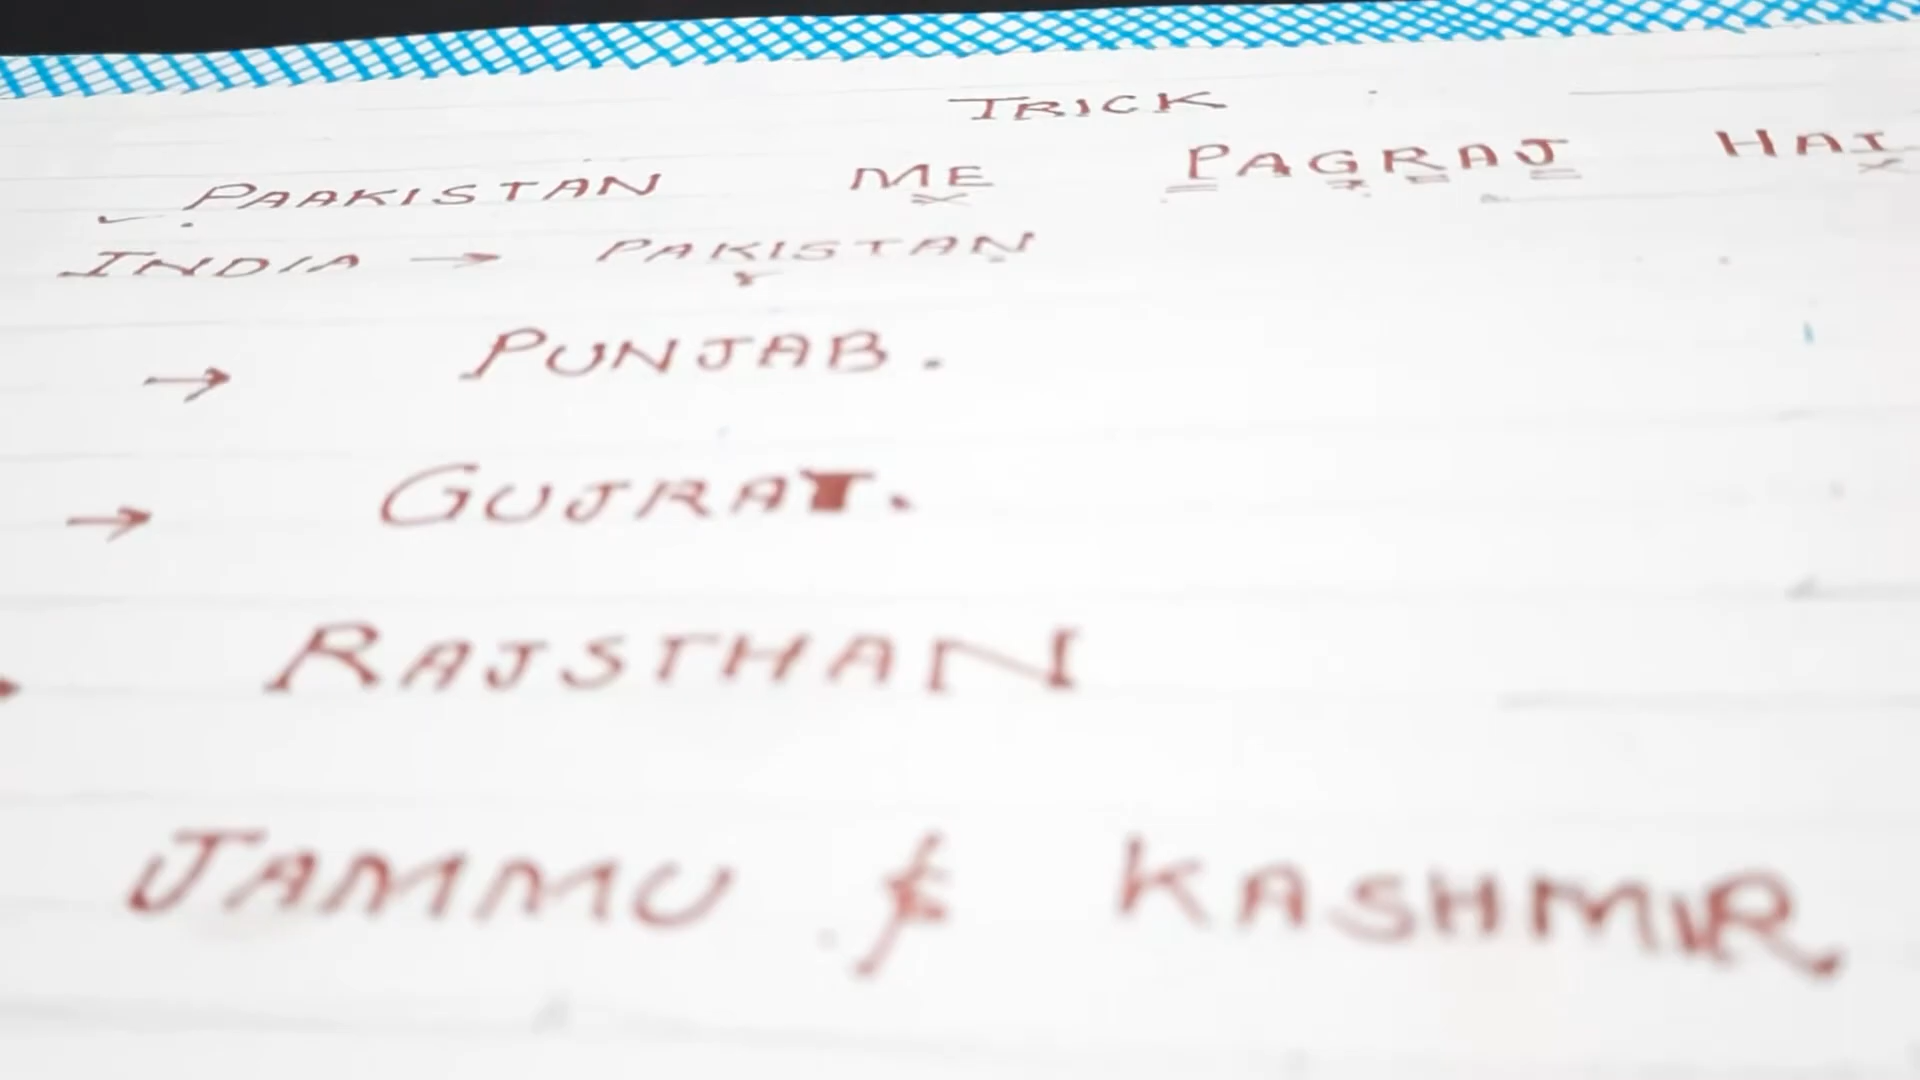 TRICK
PAAKISTAN ME PAGRAJ HAI
INDIA → PAKISTAN
→ PUNJAB.
→ GUJRAT.
RAJSTHAN
JAMMU & KASHMIR